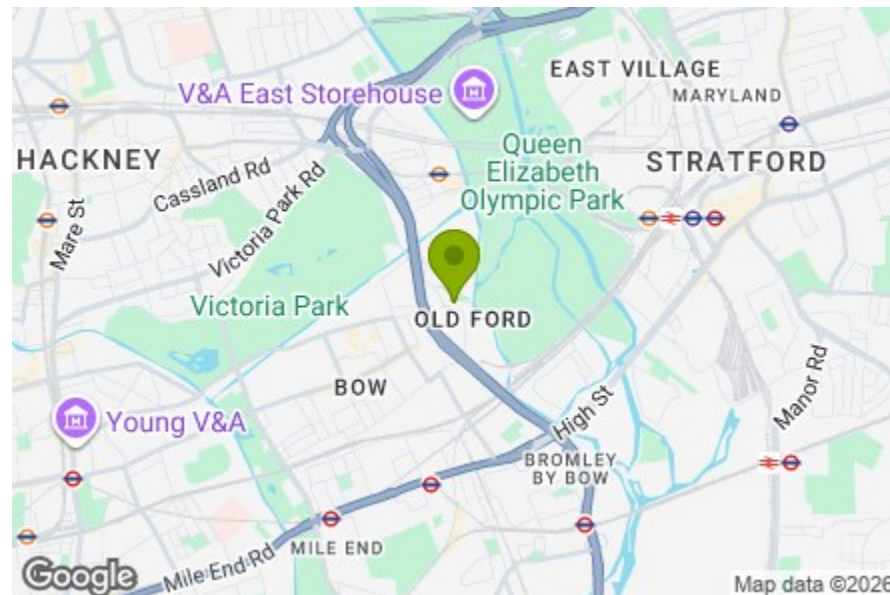 EAST VILLAGE
V&A East Storehouse
MARYLAND
Queen
Elizabeth
Olympic Park
HACKNEY
STRATFORD
Cassland Rd
Victoria Park Rd
Mare St
Victoria Park
OLD FORD
BOW
Manor Rd
Young V&A
High St
BROMLEY
BY BOW
MILE END
Mile End Rd
Google
Map data ©2026